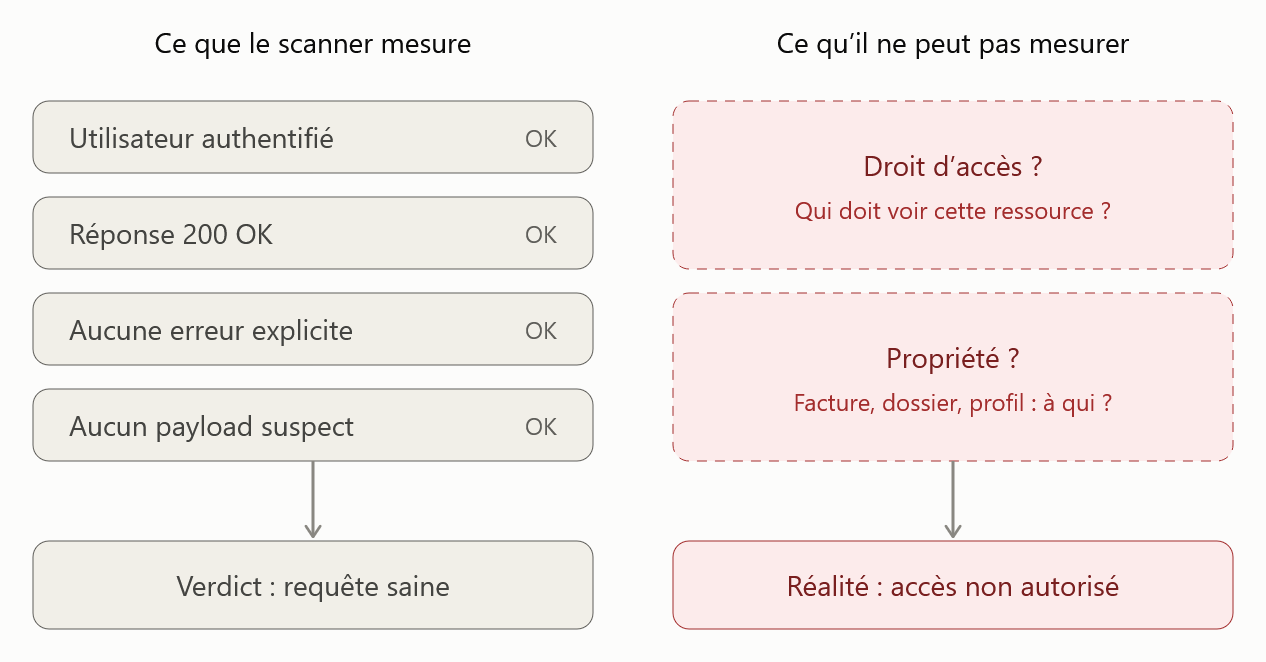 Ce que le scanner mesure
Utilisateur authentifié OK
Réponse 200 OK OK
Aucune erreur explicite OK
Aucun payload suspect OK
Verdict : requête saine
Ce qu’il ne peut pas mesurer
Droit d’accès ?
Qui doit voir cette ressource ?
Propriété ?
Facture, dossier, profil : à qui ?
Réalité : accès non autorisé